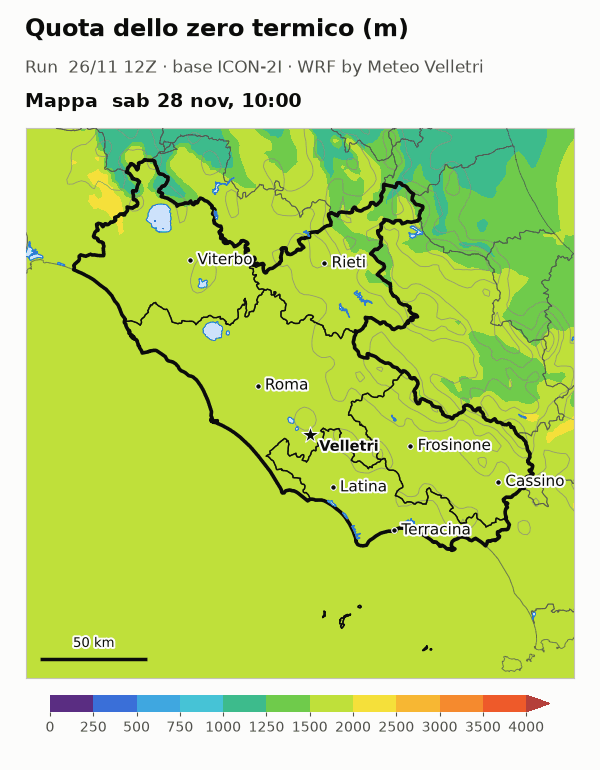 Quota dello zero termico (m)
Run  26/11 12Z · base ICON-2I · WRF by Meteo Velletri
Mappa  sab 28 nov, 10:00
Viterbo
Rieti
Roma
Velletri
Frosinone
Cassino
Latina
Terracina
50 km
0 250 500 750 1000 1250 1500 2000 2500 3000 3500 4000